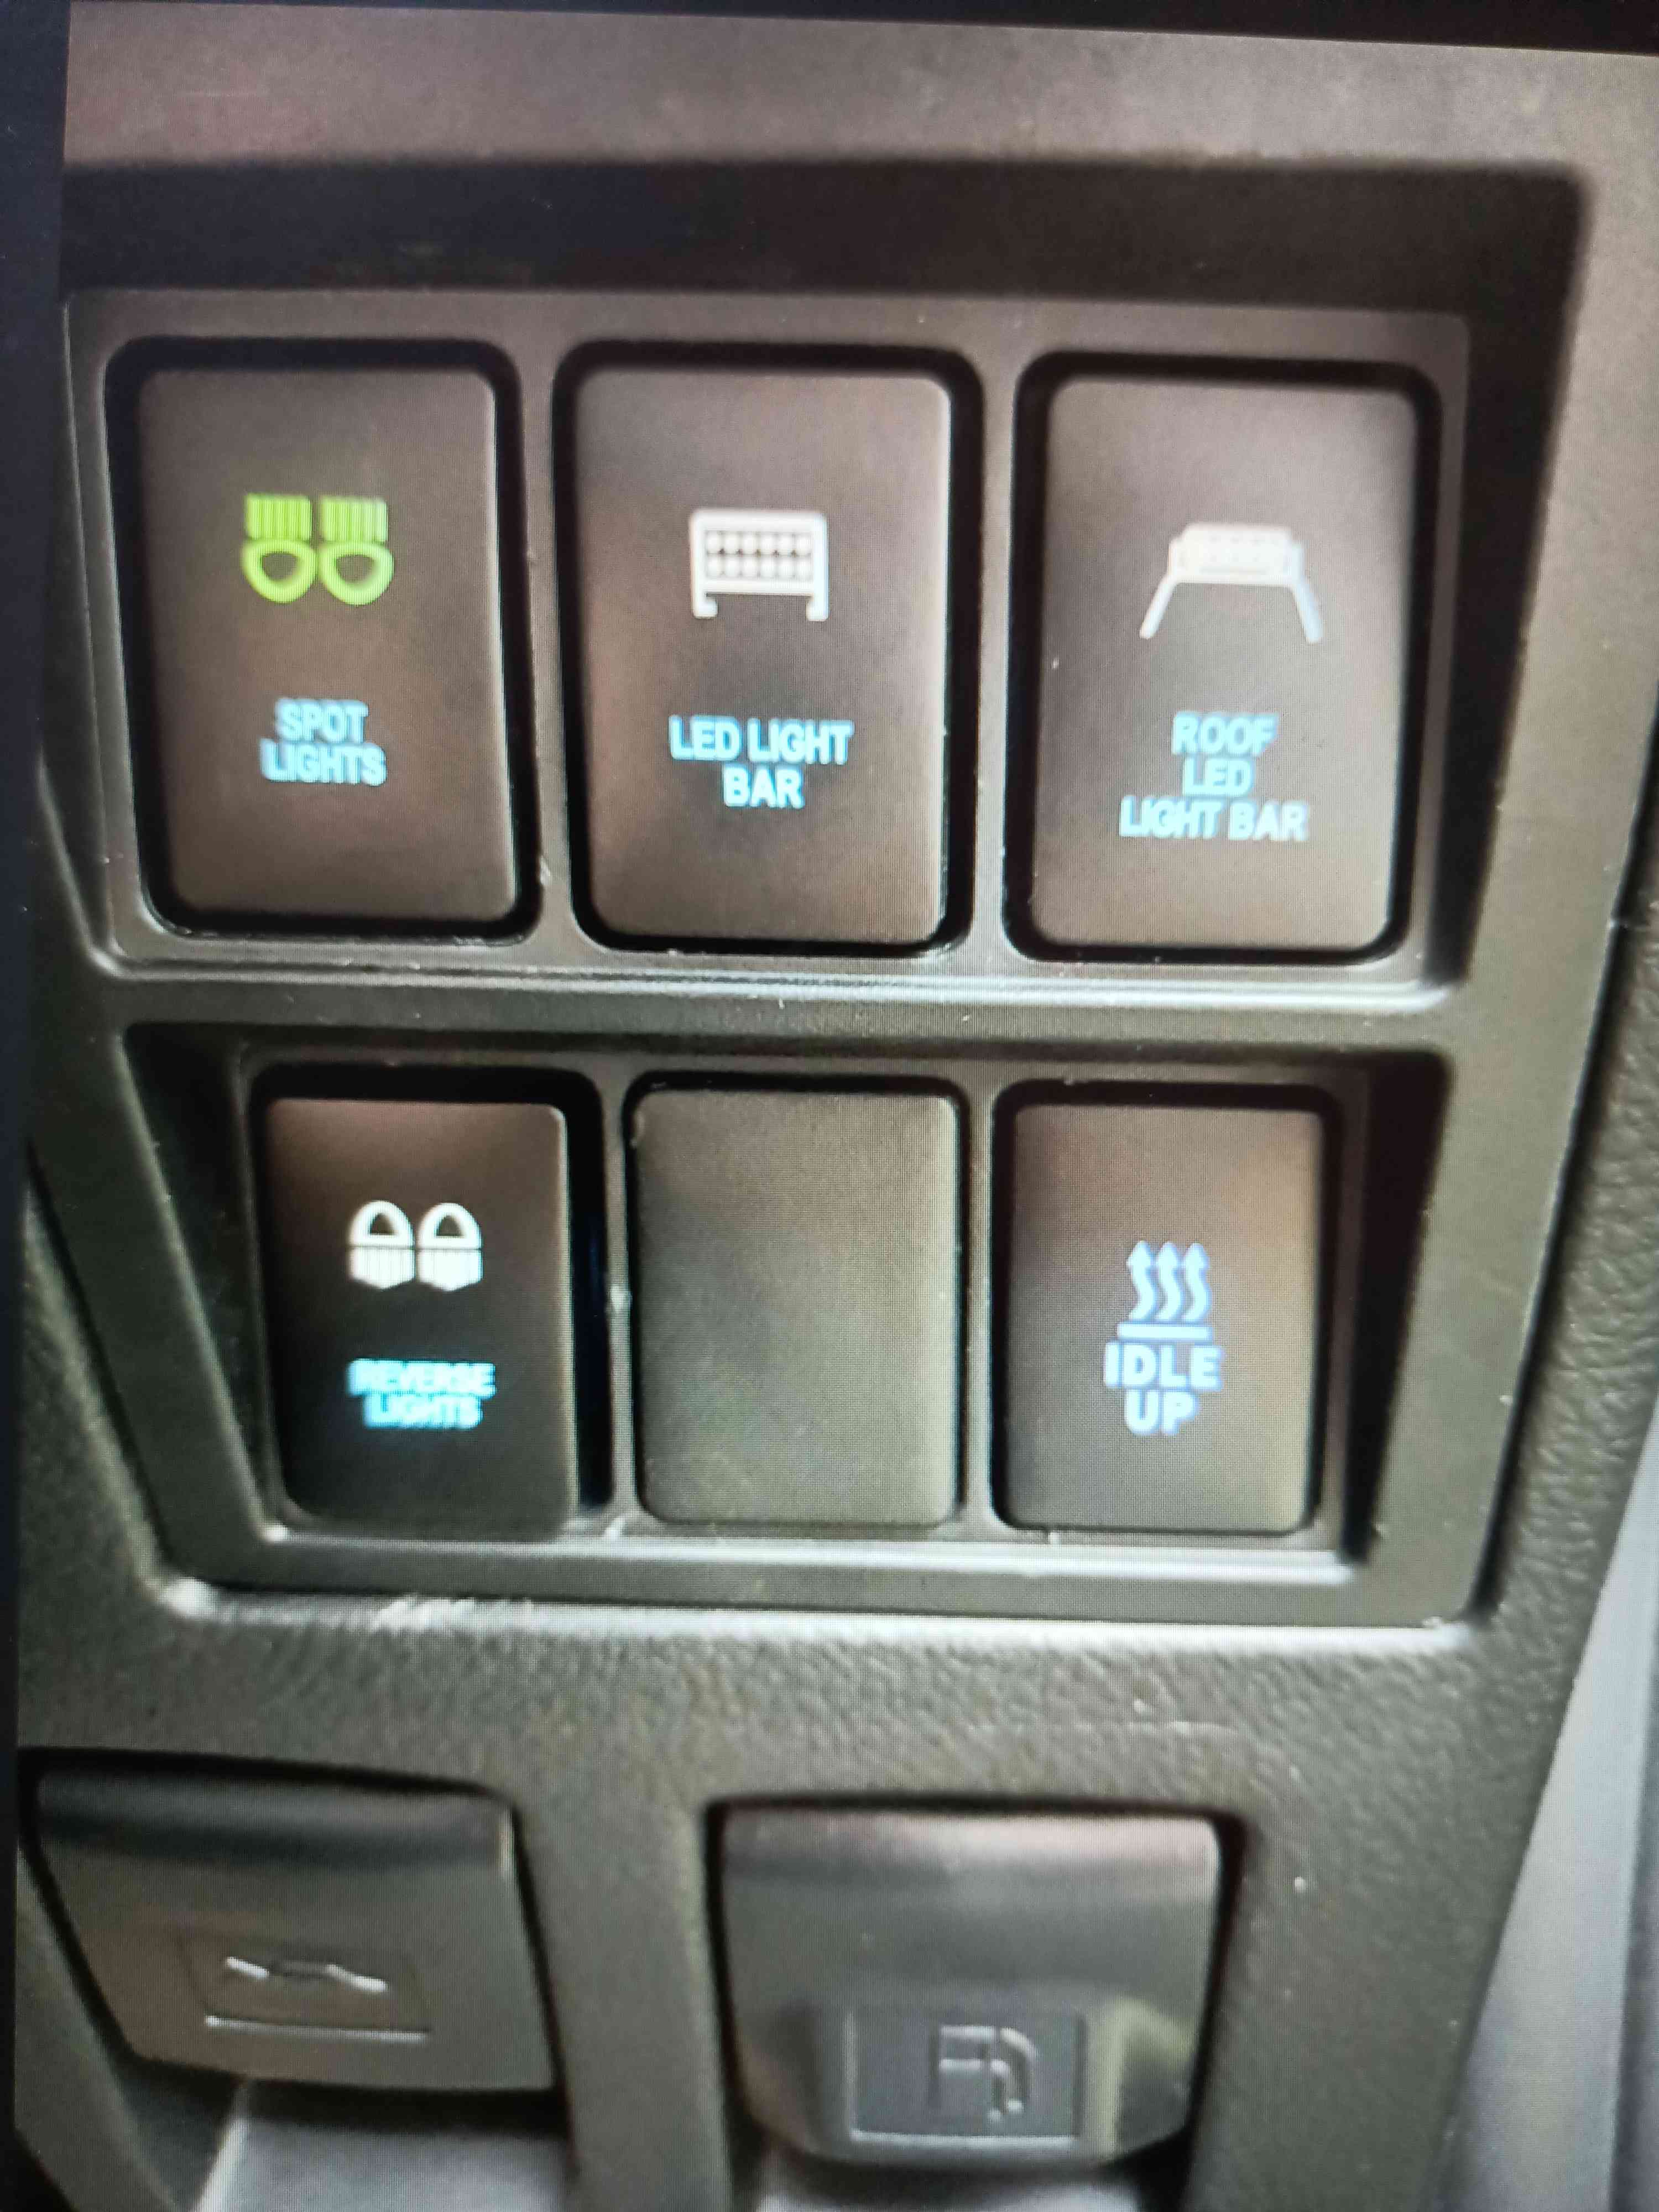 SPOT
LIGHTS
LED LIGHT
BAR
ROOF
LED
LIGHT BAR
REVERSE
LIGHTS
IDLE
UP